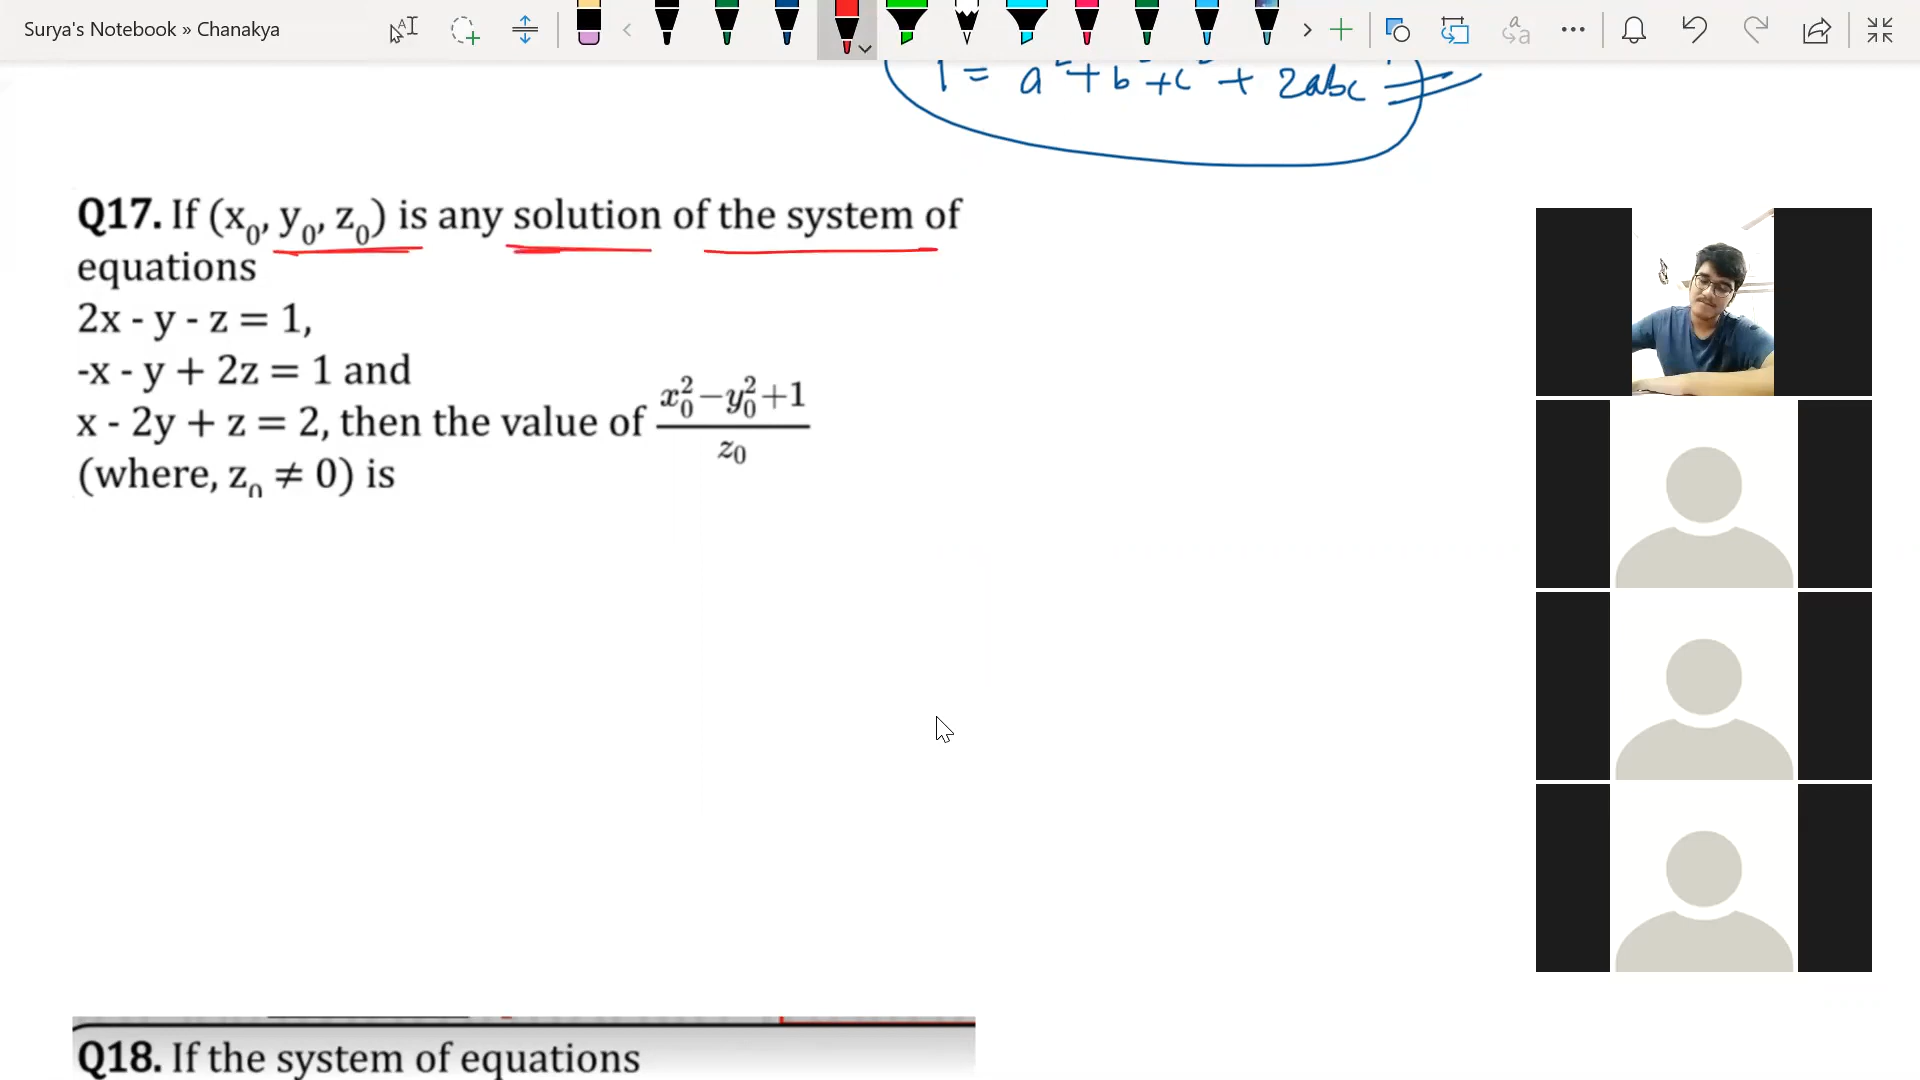 Surya's Notebook » Chanakya
1 = a² + b² + c² + 2abc
Q17. If (x₀, y₀, z₀) is any solution of the system of
equations
2x - y - z = 1,
-x - y + 2z = 1 and
x - 2y + z = 2, then the value of (x₀² − y₀² + 1)/z₀
(where, z₀ ≠ 0) is
Q18. If the system of equations